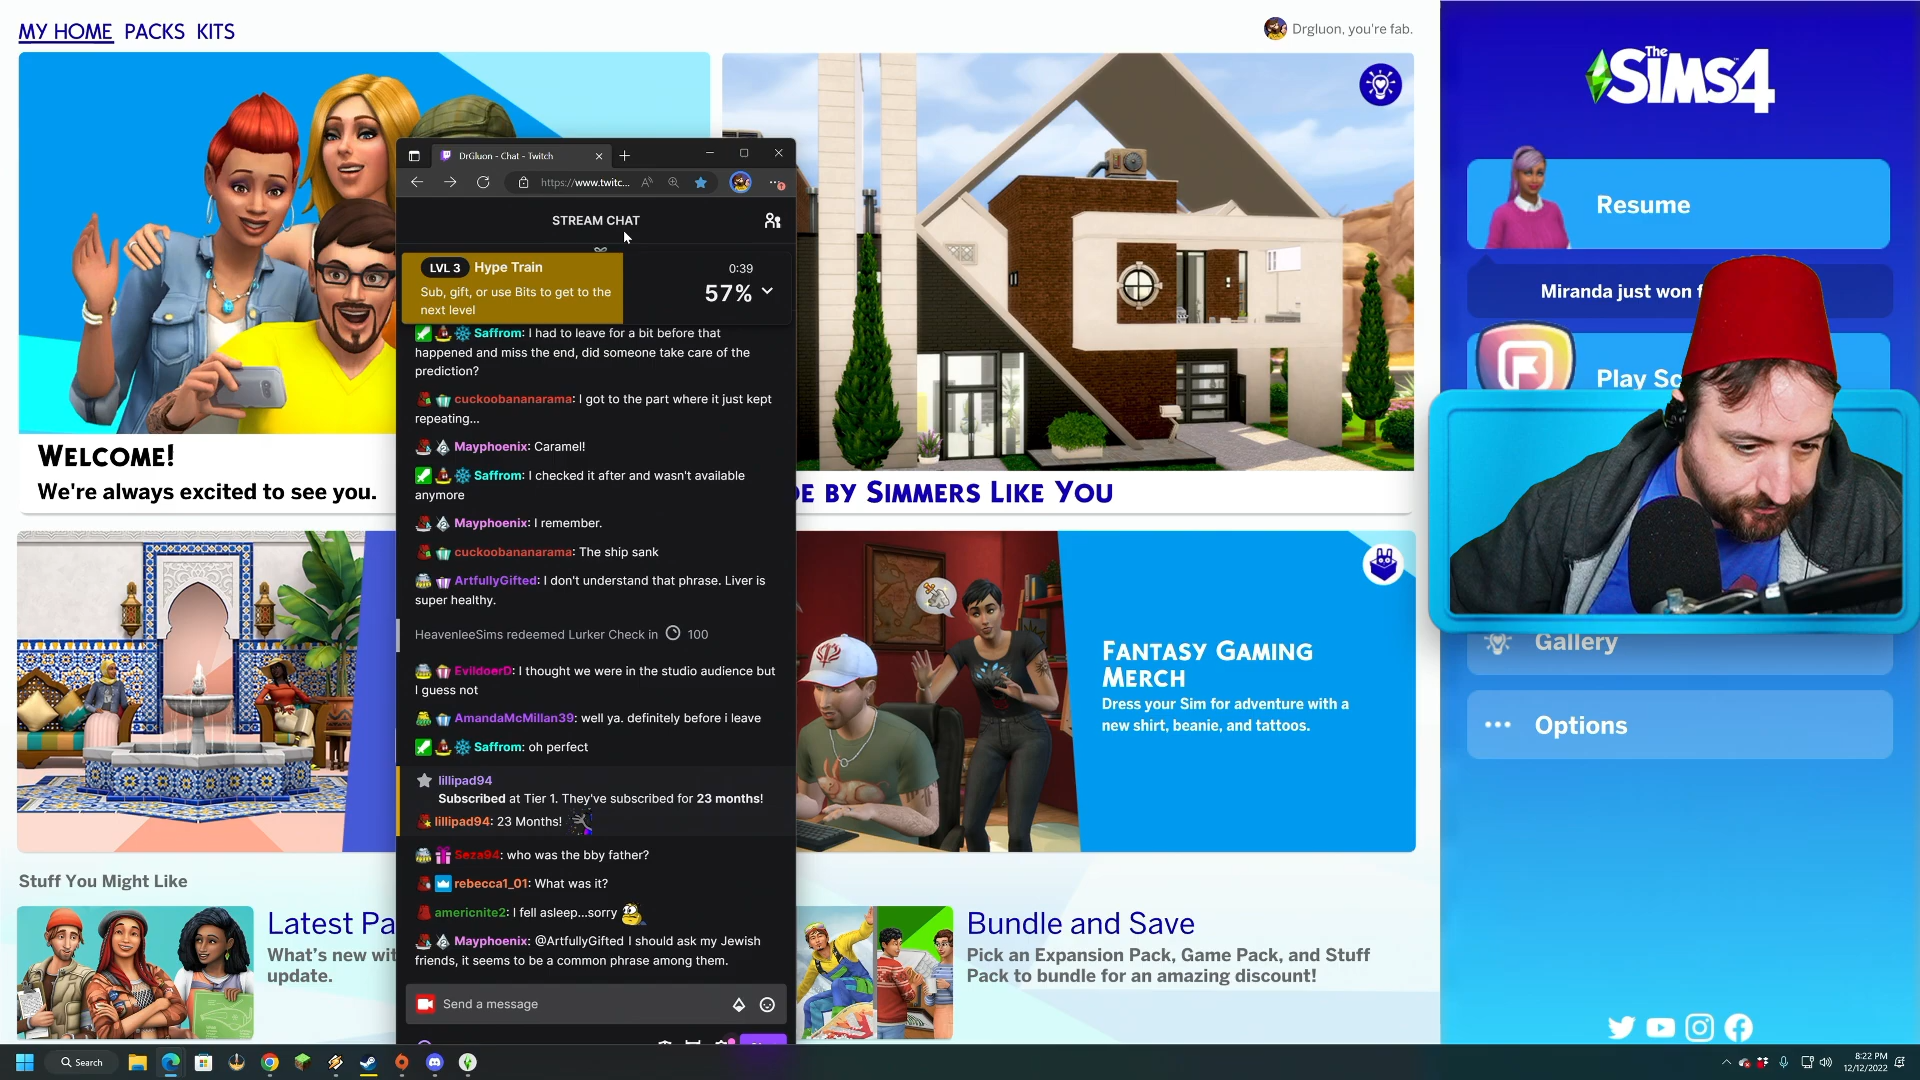 MY HOME PACKS KITS
Drgluon, you're fab.
WELCOME!
We're always excited to see you.
DrGluon - Chat - Twitch
https://www.twitc...
STREAM CHAT
LVL 3 Hype Train
Sub, gift, or use Bits to get to the
next level
0:39
57%
Saffrom: I had to leave for a bit before that
happened and miss the end, did someone take care of the
prediction?
cuckoobananarama: I got to the part where it just kept
repeating...
Mayphoenix: Caramel!
Saffrom: I checked it after and wasn't available
anymore
Mayphoenix: I remember.
cuckoobananarama: The ship sank
ArtfullyGifted: I don't understand that phrase. Liver is
super healthy.
HeavenleeSims redeemed Lurker Check in 100
EvildoerD: I thought we were in the studio audience but
I guess not
AmandaMcMillan39: well ya. definitely before i leave
Saffrom: oh perfect
lillipad94
Subscribed at Tier 1. They've subscribed for 23 months!
lillipad94: 23 Months!
Seza94: who was the bby father?
rebecca1_01: What was it?
americnite2: I fell asleep...sorry
Mayphoenix: @ArtfullyGifted I should ask my Jewish
friends, it seems to be a common phrase among them.
Send a message
DE BY SIMMERS LIKE YOU
FANTASY GAMING
MERCH
Dress your Sim for adventure with a
new shirt, beanie, and tattoos.
Stuff You Might Like
Latest Pa
What's new wit
update.
Bundle and Save
Pick an Expansion Pack, Game Pack, and Stuff
Pack to bundle for an amazing discount!
The SIMS4
Resume
Miranda just won f
Play Sc
Gallery
Options
Search
8:22 PM
12/12/2022